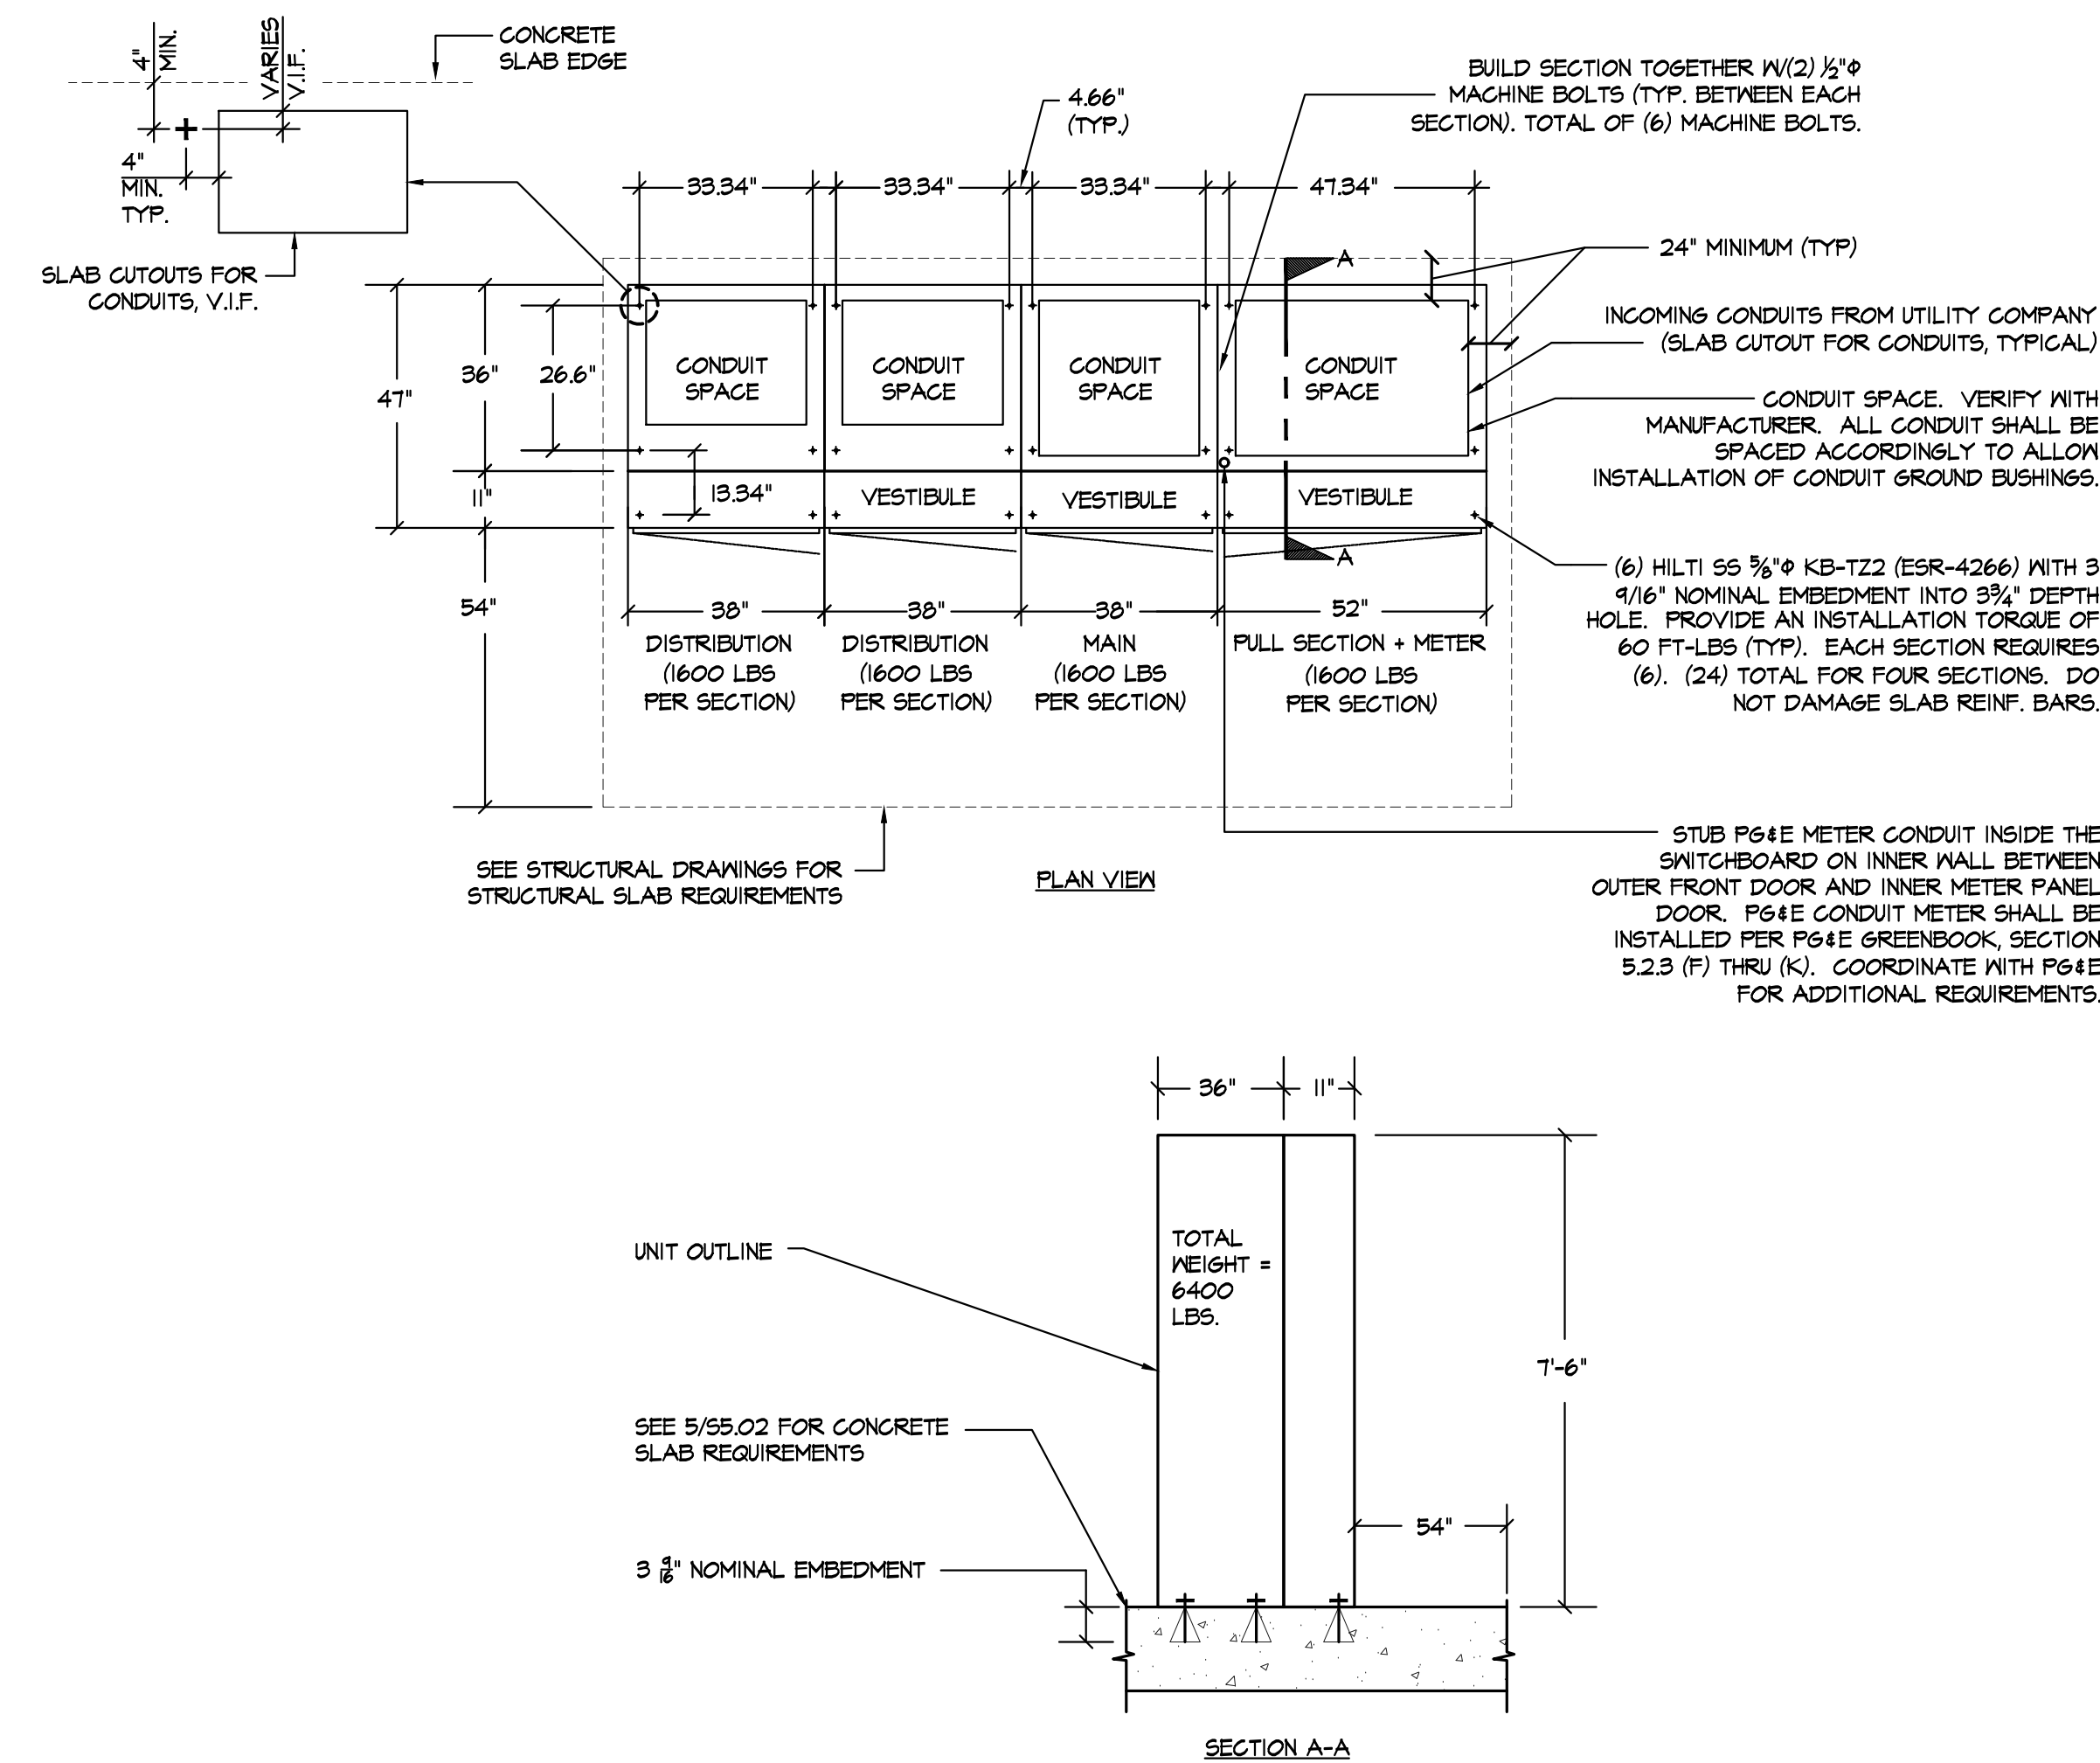 4"
MIN.
VARIES
V.I.F.
CONCRETE
SLAB EDGE
4"
MIN.
TYP.
SLAB CUTOUTS FOR
CONDUITS, V.I.F.
4.66"
(TYP.)
BUILD SECTION TOGETHER W/(2) ½"Φ
MACHINE BOLTS (TYP. BETWEEN EACH
SECTION). TOTAL OF (6) MACHINE BOLTS.
33.34"
33.34"
33.34"
47.34"
A
24" MINIMUM (TYP)
INCOMING CONDUITS FROM UTILITY COMPANY
(SLAB CUTOUT FOR CONDUITS, TYPICAL)
47"
36"
26.6"
CONDUIT
SPACE
CONDUIT
SPACE
CONDUIT
SPACE
CONDUIT
SPACE
CONDUIT SPACE. VERIFY WITH
MANUFACTURER. ALL CONDUIT SHALL BE
SPACED ACCORDINGLY TO ALLOW
INSTALLATION OF CONDUIT GROUND BUSHINGS.
11"
13.34"
VESTIBULE
VESTIBULE
VESTIBULE
A
54"
(6) HILTI SS ⅝"Φ KB-TZ2 (ESR-4266) WITH 3
9/16" NOMINAL EMBEDMENT INTO 3¾" DEPTH
HOLE. PROVIDE AN INSTALLATION TORQUE OF
60 FT-LBS (TYP). EACH SECTION REQUIRES
(6). (24) TOTAL FOR FOUR SECTIONS. DO
NOT DAMAGE SLAB REINF. BARS.
38"
38"
38"
52"
DISTRIBUTION
(1600 LBS
PER SECTION)
DISTRIBUTION
(1600 LBS
PER SECTION)
MAIN
(1600 LBS
PER SECTION)
PULL SECTION + METER
(1600 LBS
PER SECTION)
SEE STRUCTURAL DRAWINGS FOR
STRUCTURAL SLAB REQUIREMENTS
PLAN VIEW
STUB PG&E METER CONDUIT INSIDE THE
SWITCHBOARD ON INNER WALL BETWEEN
OUTER FRONT DOOR AND INNER METER PANEL
DOOR. PG&E CONDUIT METER SHALL BE
INSTALLED PER PG&E GREENBOOK, SECTION
5.2.3 (F) THRU (K). COORDINATE WITH PG&E
FOR ADDITIONAL REQUIREMENTS.
36"
11"
UNIT OUTLINE
TOTAL
WEIGHT =
6400
LBS.
7'-6"
SEE 5/S5.02 FOR CONCRETE
SLAB REQUIREMENTS
54"
3 9/16" NOMINAL EMBEDMENT
SECTION A-A